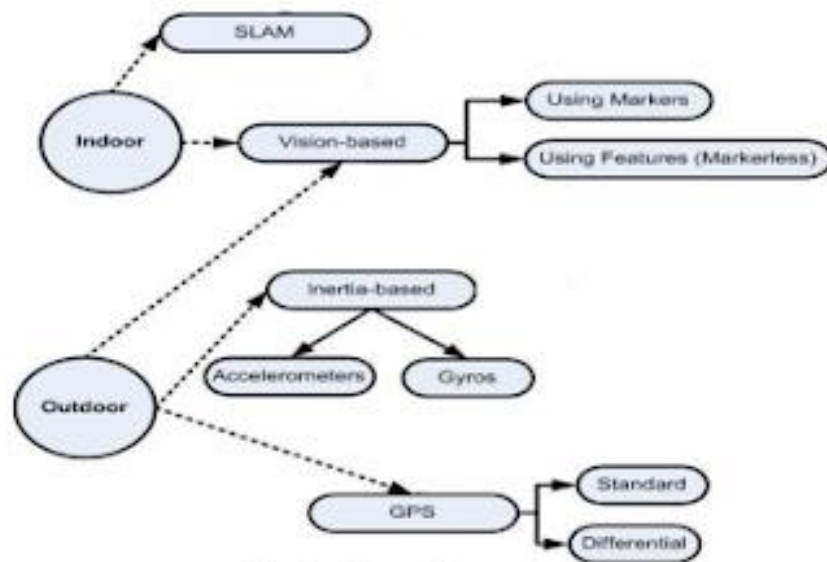 SLAM
Indoor
Vision-based
Using Markers
Using Features (Markerless)
Inertia-based
Accelerometers
Gyros
Outdoor
GPS
Standard
Differential